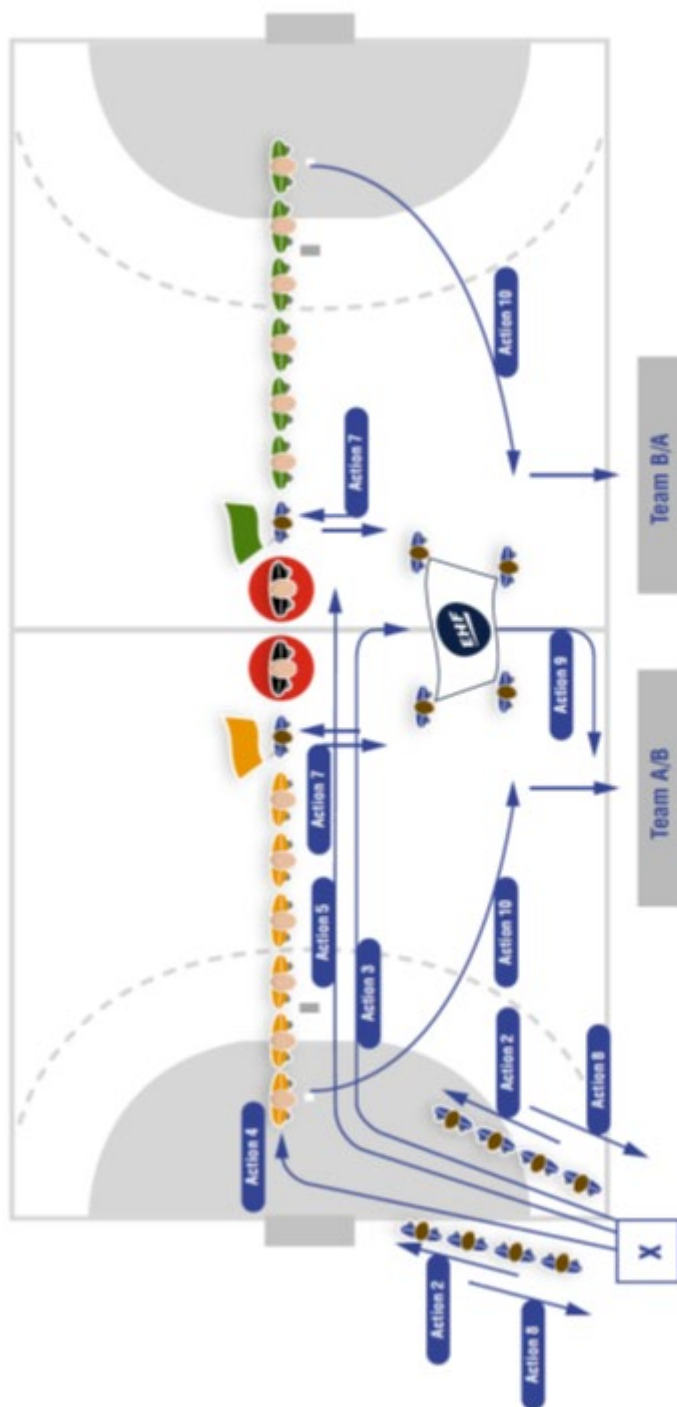 Action 10
Action 7
Team B/A
EHF
Action 9
Action 7
Team A/B
Action 5
Action 10
Action 3
Action 2
Action 8
Action 4
X
Action 2
Action 8